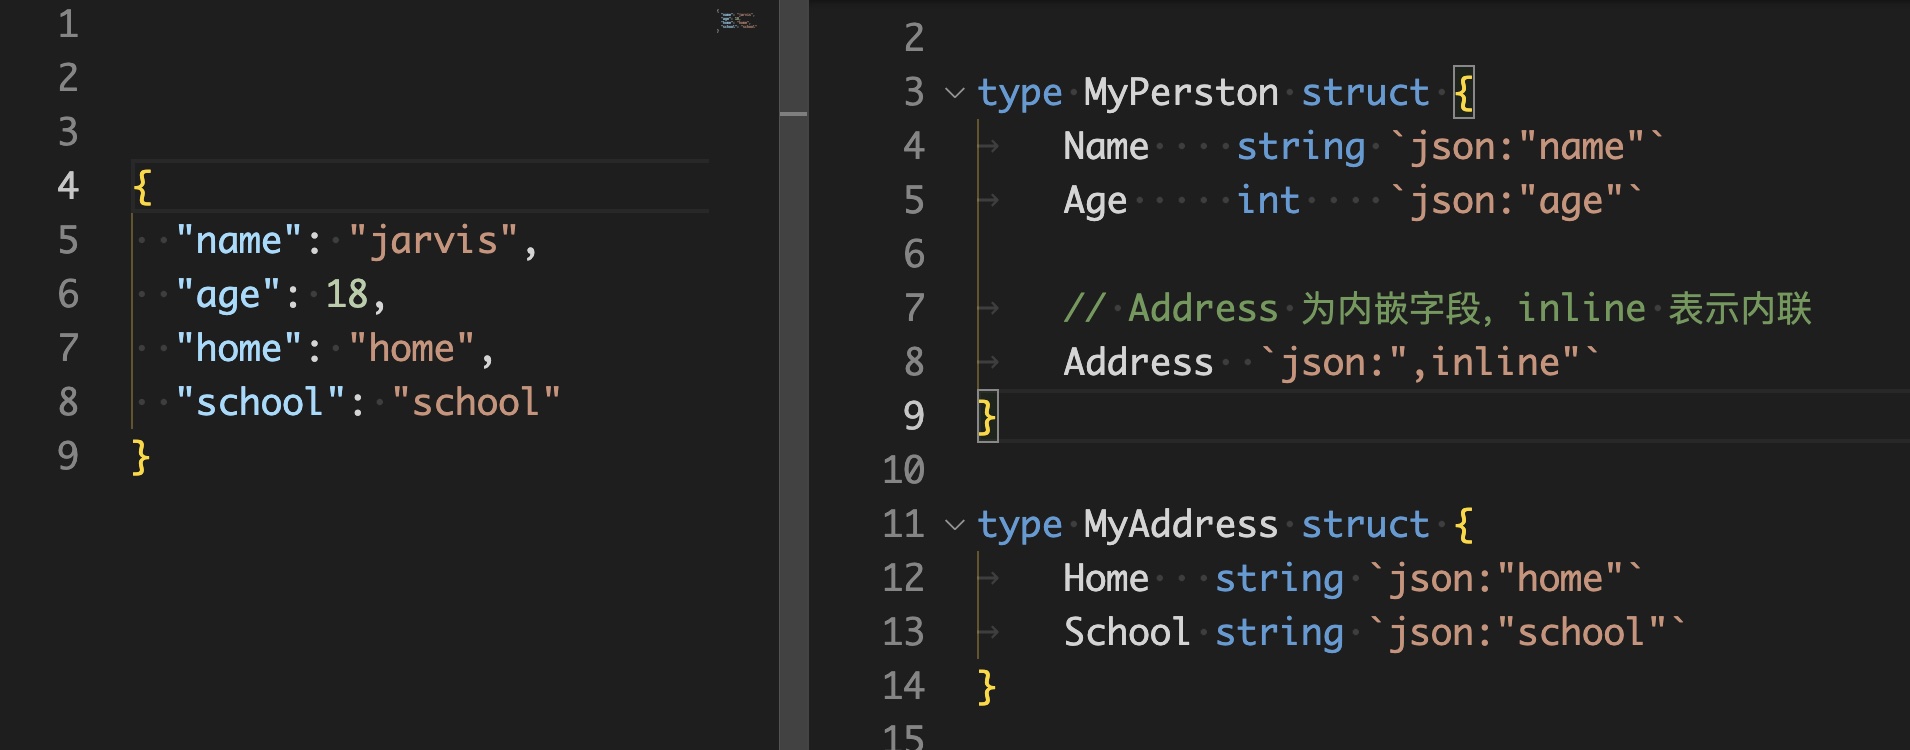 1
2
3
4 {
5 "name": "jarvis",
6 "age": 18,
7 "home": "home",
8 "school": "school"
9 }
2
3 type MyPerston struct {
4 Name string `json:"name"`
5 Age int `json:"age"`
6
7 // Address 为内嵌字段, inline 表示内联
8 Address `json:",inline"`
9 }
10
11 type MyAddress struct {
12 Home string `json:"home"`
13 School string `json:"school"`
14 }
15